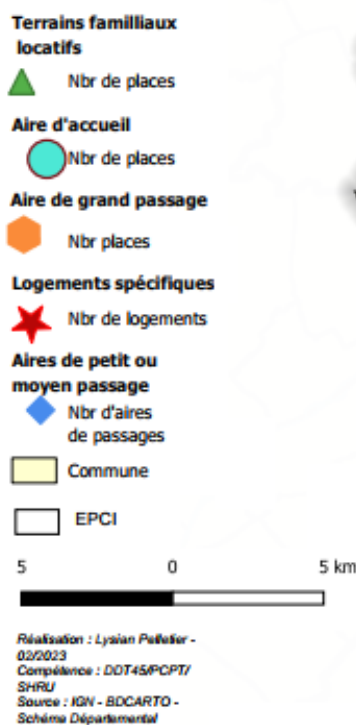 Terrains familliaux
locatifs
Nbr de places
Aire d'accueil
Nbr de places
Aire de grand passage
Nbr places
Logements spécifiques
Nbr de logements
Aires de petit ou
moyen passage
Nbr d'aires
de passages
Commune
EPCI
5 0 5 km
Réalisation : Lysian Pelletier -
02/2023
Compétence : DDT45/PCPT/
SHRU
Source : IGN - BDCARTO -
Schéma Départemental